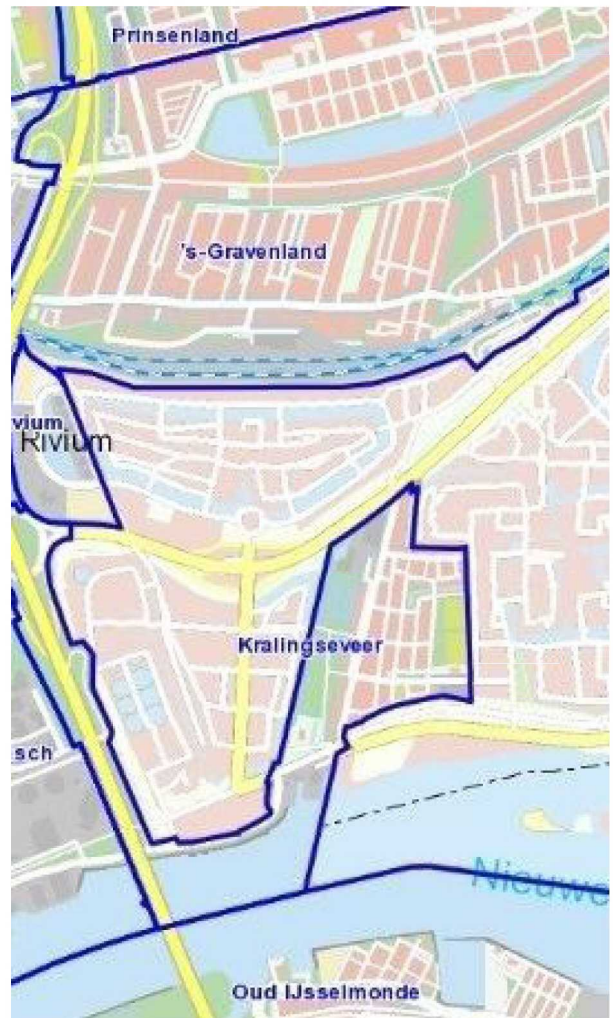 Prinsenland
's-Gravenland
vium
Rivium
Kralingseveer
sch
Nieuwe
Oud IJsselmonde